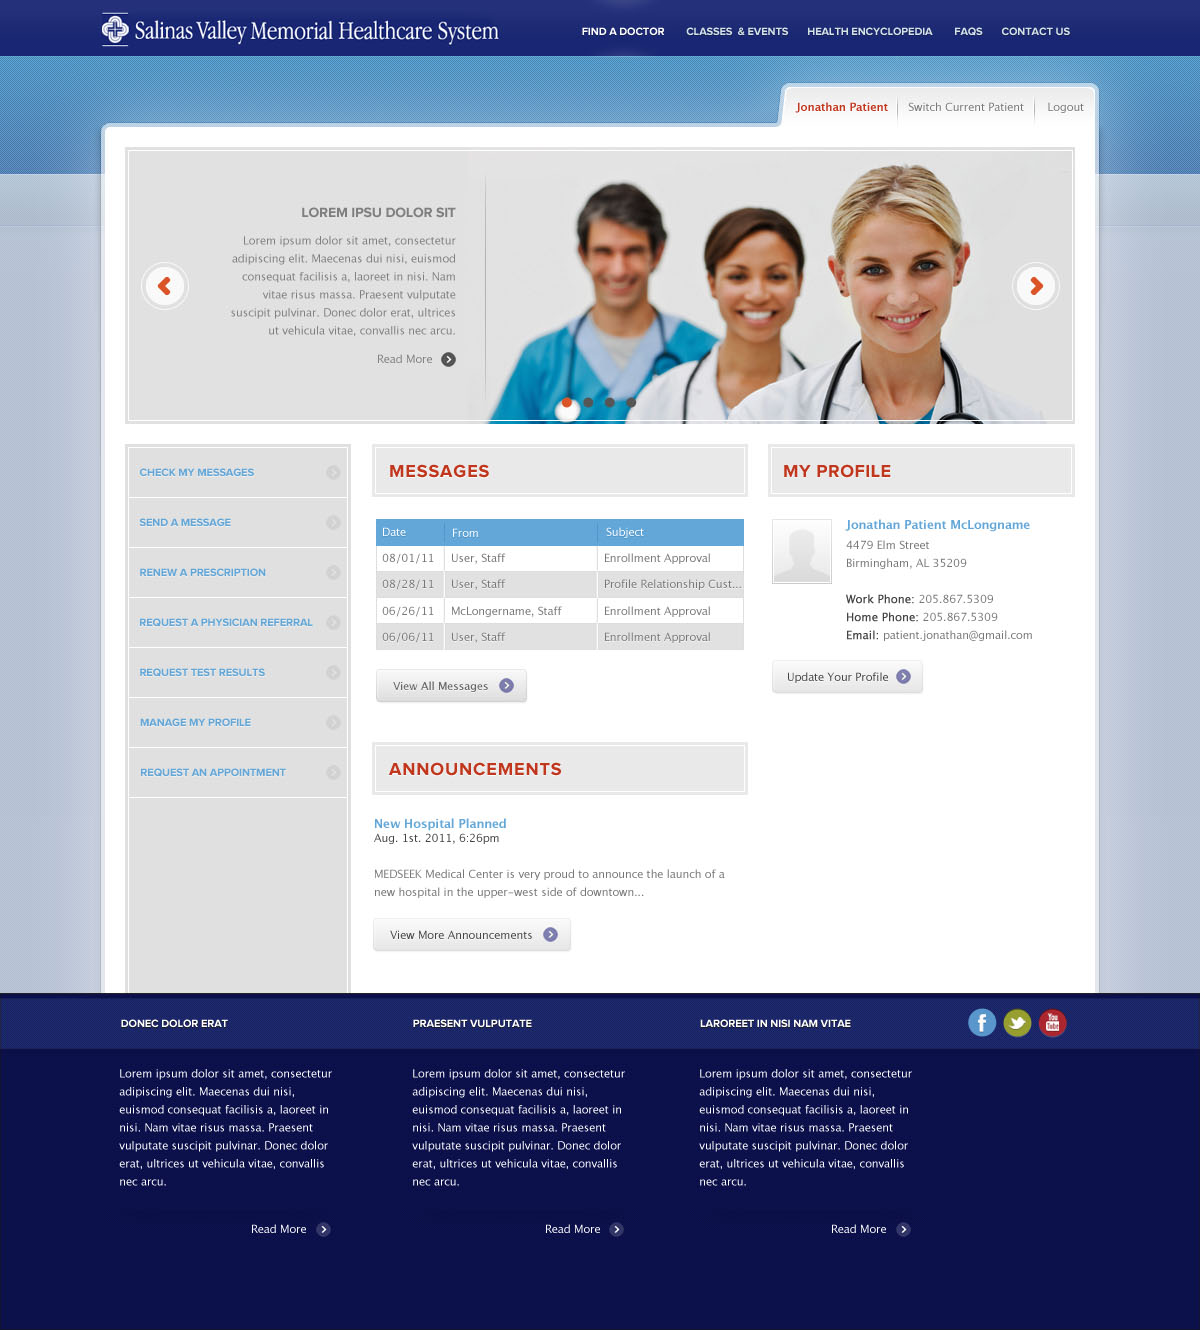 Salinas Valley Memorial Healthcare System
FIND A DOCTOR CLASSES & EVENTS HEALTH ENCYCLOPEDIA FAQS CONTACT US
Jonathan Patient Switch Current Patient Logout
LOREM IPSU DOLOR SIT
Lorem ipsum dolor sit amet, consectetur
adipiscing elit. Maecenas dui nisi, euismod
consequat facilisis a, laoreet in nisi. Nam
vitae risus massa. Praesent vulputate
suscipit pulvinar. Donec dolor erat, ultrices
ut vehicula vitae, convallis nec arcu.
Read More
CHECK MY MESSAGES
SEND A MESSAGE
RENEW A PRESCRIPTION
REQUEST A PHYSICIAN REFERRAL
REQUEST TEST RESULTS
MANAGE MY PROFILE
REQUEST AN APPOINTMENT
MESSAGES
Date From Subject
08/01/11 User, Staff Enrollment Approval
08/28/11 User, Staff Profile Relationship Cust...
06/26/11 McLongername, Staff Enrollment Approval
06/06/11 User, Staff Enrollment Approval
View All Messages
ANNOUNCEMENTS
New Hospital Planned
Aug. 1st. 2011, 6:26pm
MEDSEEK Medical Center is very proud to announce the launch of a
new hospital in the upper-west side of downtown...
View More Announcements
MY PROFILE
Jonathan Patient McLongname
4479 Elm Street
Birmingham, AL 35209
Work Phone: 205.867.5309
Home Phone: 205.867.5309
Email: patient.jonathan@gmail.com
Update Your Profile
DONEC DOLOR ERAT
Lorem ipsum dolor sit amet, consectetur
adipiscing elit. Maecenas dui nisi,
euismod consequat facilisis a, laoreet in
nisi. Nam vitae risus massa. Praesent
vulputate suscipit pulvinar. Donec dolor
erat, ultrices ut vehicula vitae, convallis
nec arcu.
Read More
PRAESENT VULPUTATE
Lorem ipsum dolor sit amet, consectetur
adipiscing elit. Maecenas dui nisi,
euismod consequat facilisis a, laoreet in
nisi. Nam vitae risus massa. Praesent
vulputate suscipit pulvinar. Donec dolor
erat, ultrices ut vehicula vitae, convallis
nec arcu.
Read More
LAROREET IN NISI NAM VITAE
Lorem ipsum dolor sit amet, consectetur
adipiscing elit. Maecenas dui nisi,
euismod consequat facilisis a, laoreet in
nisi. Nam vitae risus massa. Praesent
vulputate suscipit pulvinar. Donec dolor
erat, ultrices ut vehicula vitae, convallis
nec arcu.
Read More
f
You
Tube